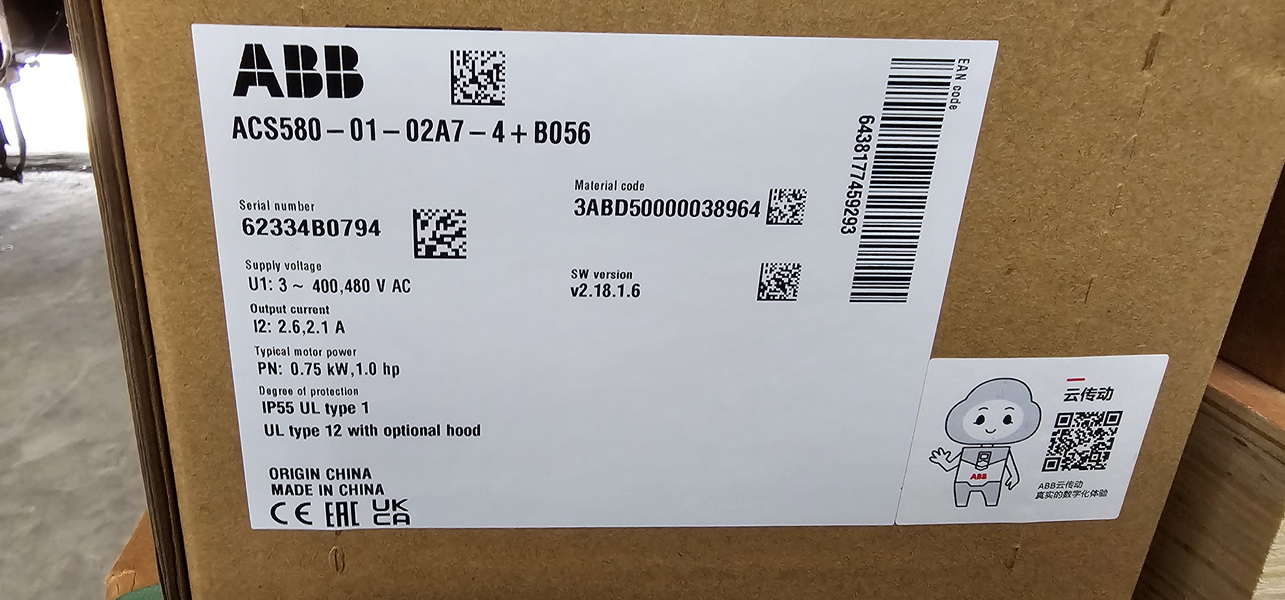 ABB
ACS580-01-02A7-4+B056
EAN code
6438177459293
Material code
3ABD50000038964
Serial number
62334B0794
Supply voltage
U1: 3~ 400,480 V AC
SW version
v2.18.1.6
Output current
I2: 2.6,2.1 A
Typical motor power
PN: 0.75 kW,1.0 hp
Degree of protection
IP55 UL type 1
UL type 12 with optional hood
ORIGIN CHINA
MADE IN CHINA
CE EAC UK CA
云传动
ABB
ABB云传动
真实的数字化体验